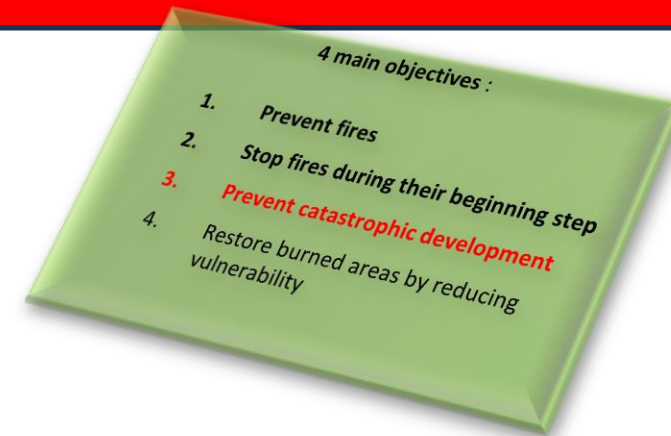 4 main objectives :
1. Prevent fires
2. Stop fires during their beginning step
3. Prevent catastrophic development
4. Restore burned areas by reducing
vulnerability